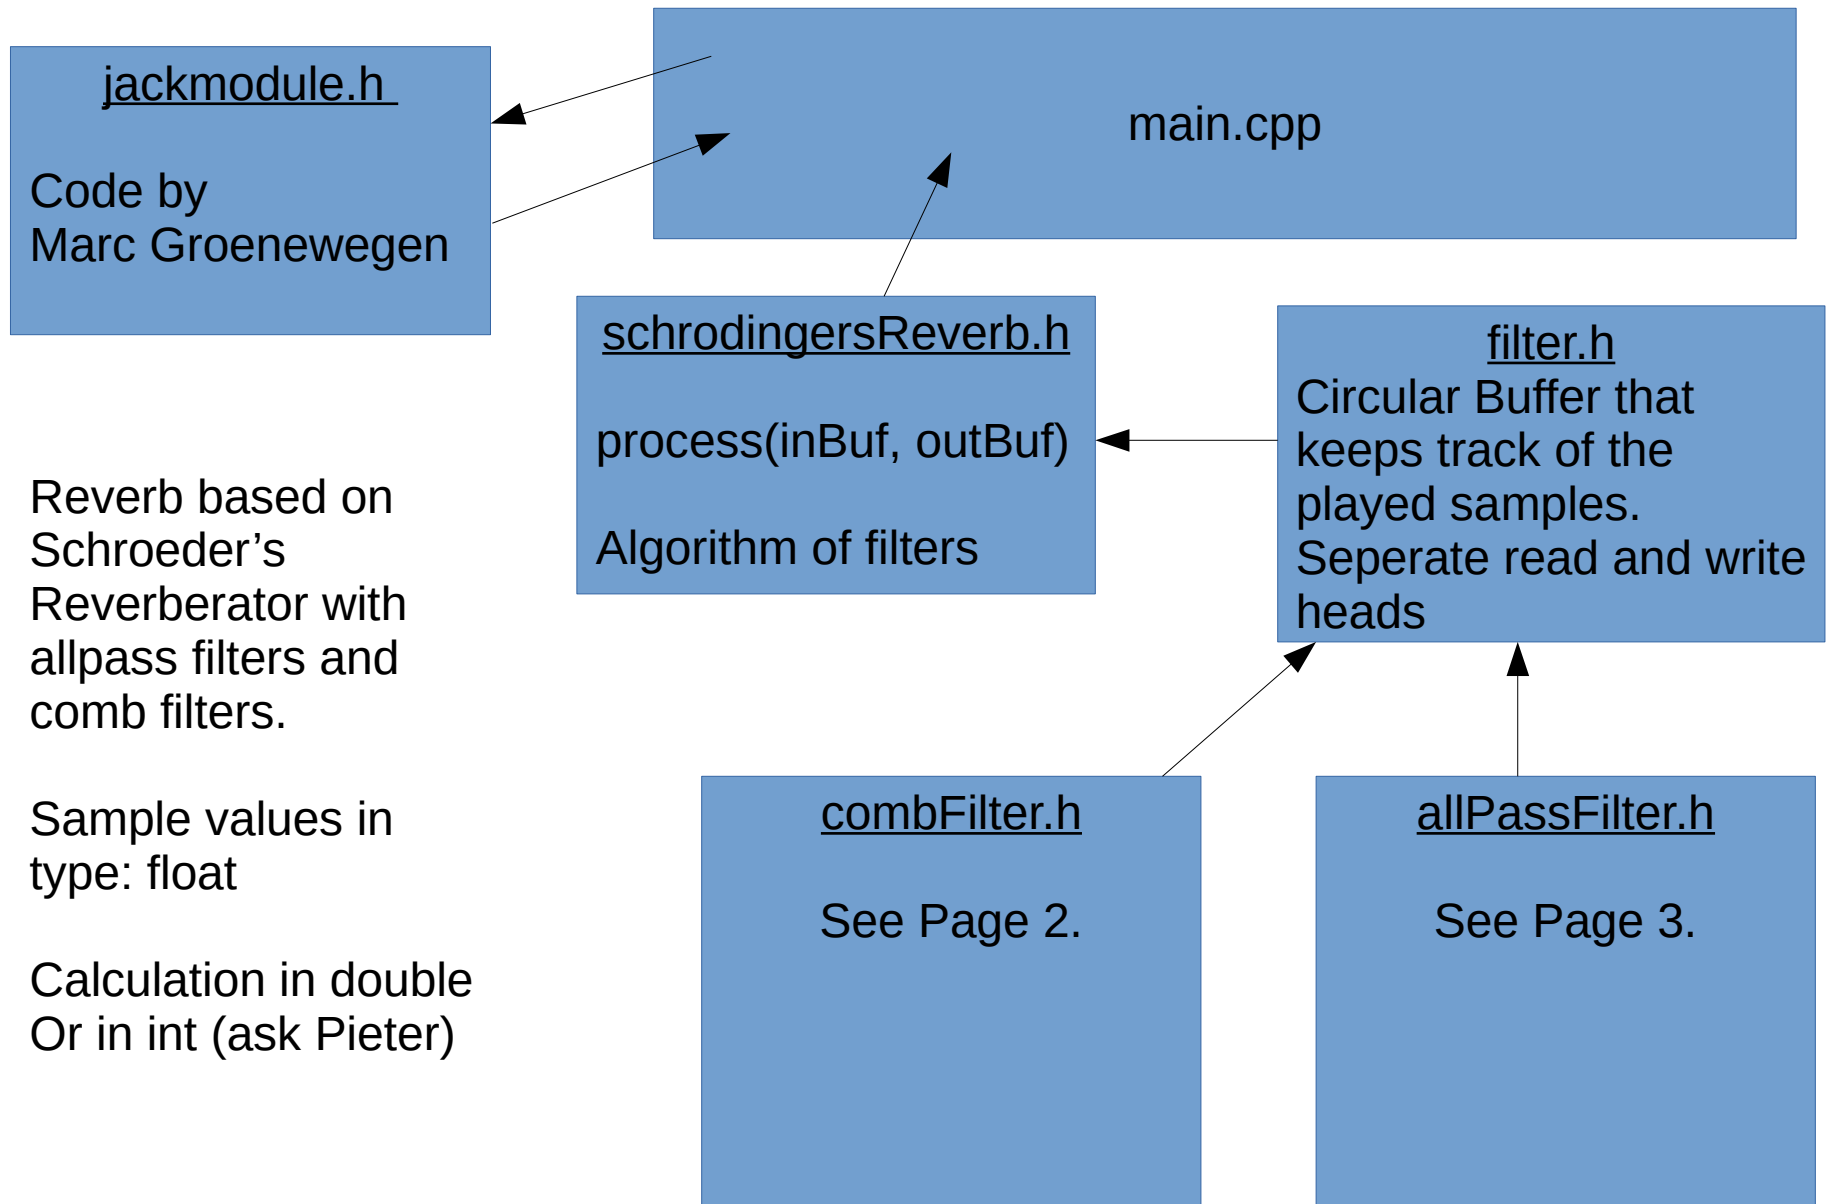 jackmodule.h
Code by
Marc Groenewegen
main.cpp
schrodingersReverb.h
process(inBuf, outBuf)
Algorithm of filters
filter.h
Circular Buffer that
keeps track of the
played samples.
Seperate read and write
heads
Reverb based on
Schroeder’s
Reverberator with
allpass filters and
comb filters.
Sample values in
type: float
Calculation in double
Or in int (ask Pieter)
combFilter.h
See Page 2.
allPassFilter.h
See Page 3.